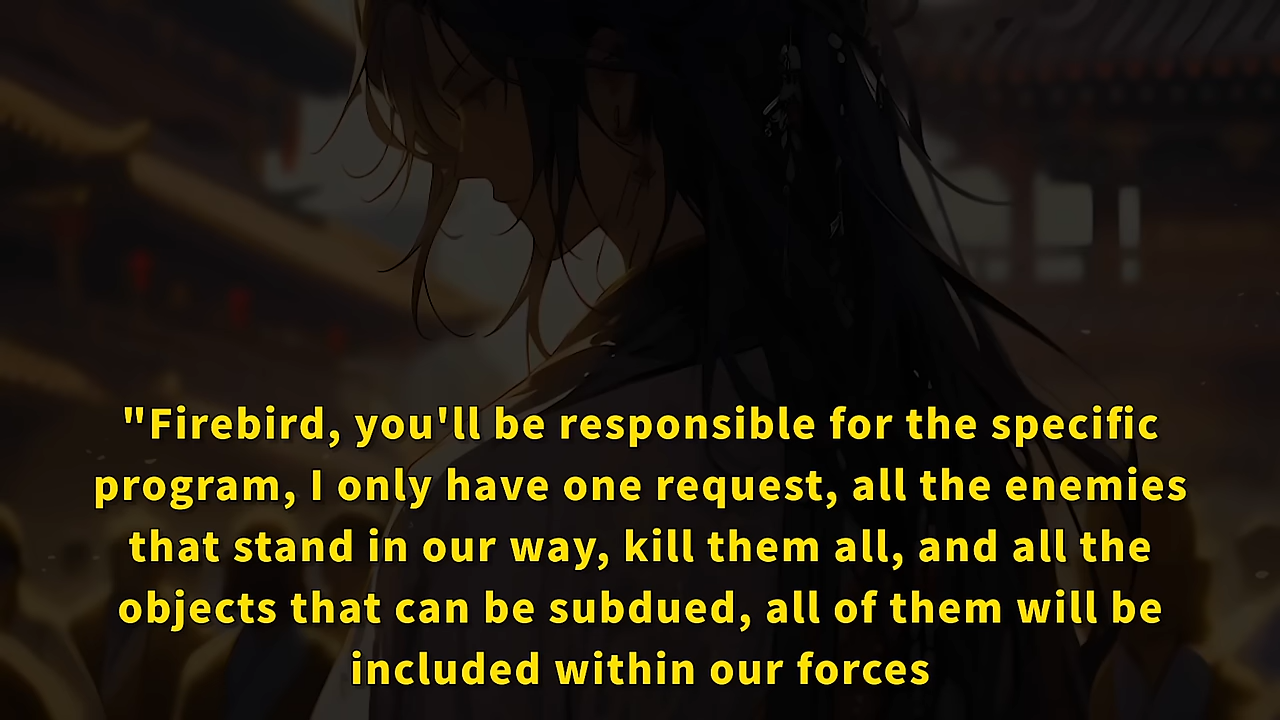 "Firebird, you'll be responsible for the specific
program, I only have one request, all the enemies
that stand in our way, kill them all, and all the
objects that can be subdued, all of them will be
included within our forces